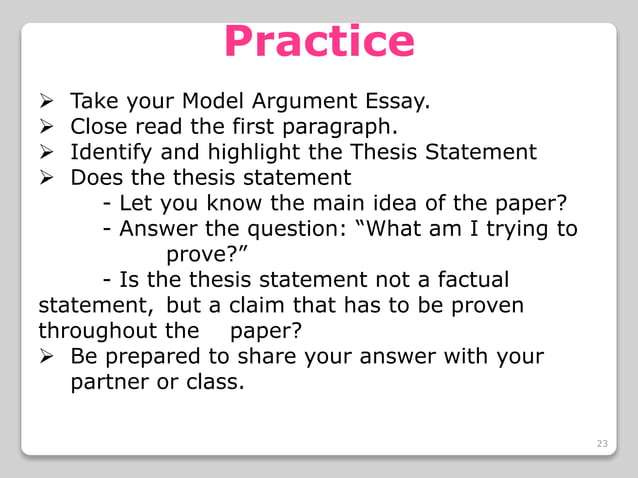 Practice
➢ Take your Model Argument Essay.
➢ Close read the first paragraph.
➢ Identify and highlight the Thesis Statement
➢ Does the thesis statement
- Let you know the main idea of the paper?
- Answer the question: “What am I trying to
prove?”
- Is the thesis statement not a factual
statement, but a claim that has to be proven
throughout the paper?
➢ Be prepared to share your answer with your
partner or class.
23